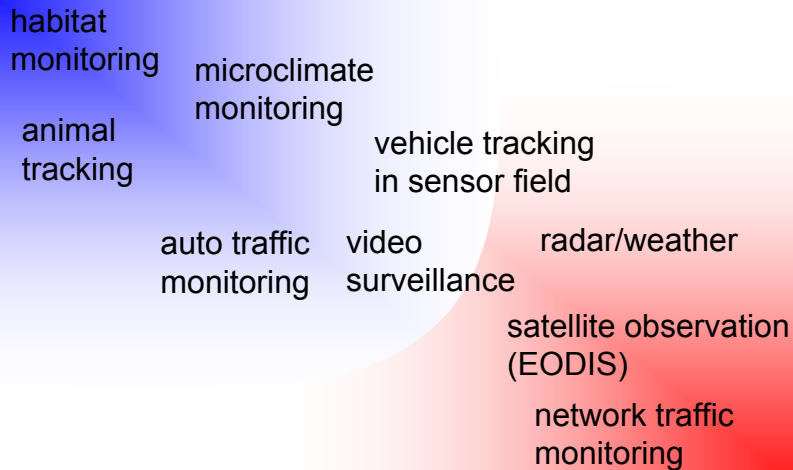 habitat
monitoring
microclimate
monitoring
animal
tracking
vehicle tracking
in sensor field
auto traffic
monitoring
video
surveillance
radar/weather
satellite observation
(EODIS)
network traffic
monitoring